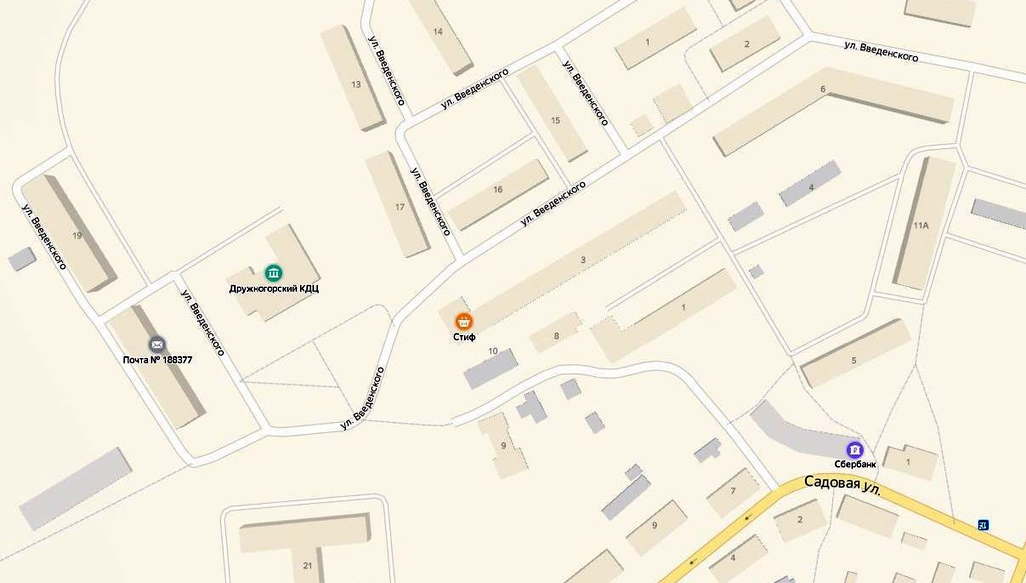 14
1
2
ул. Введенского
ул. Введенского
13
ул. Введенского
ул. Введенского
6
15
17
ул. Введенского
16
ул. Введенского
4
19
ул. Введенского
11А
3
Дружногорский КДЦ
ул. Введенского
1
Стиф
8
Почта № 188377
10
5
ул. Введенского
9
Сбербанк
1
Садовая ул.
7
2
9
4
21